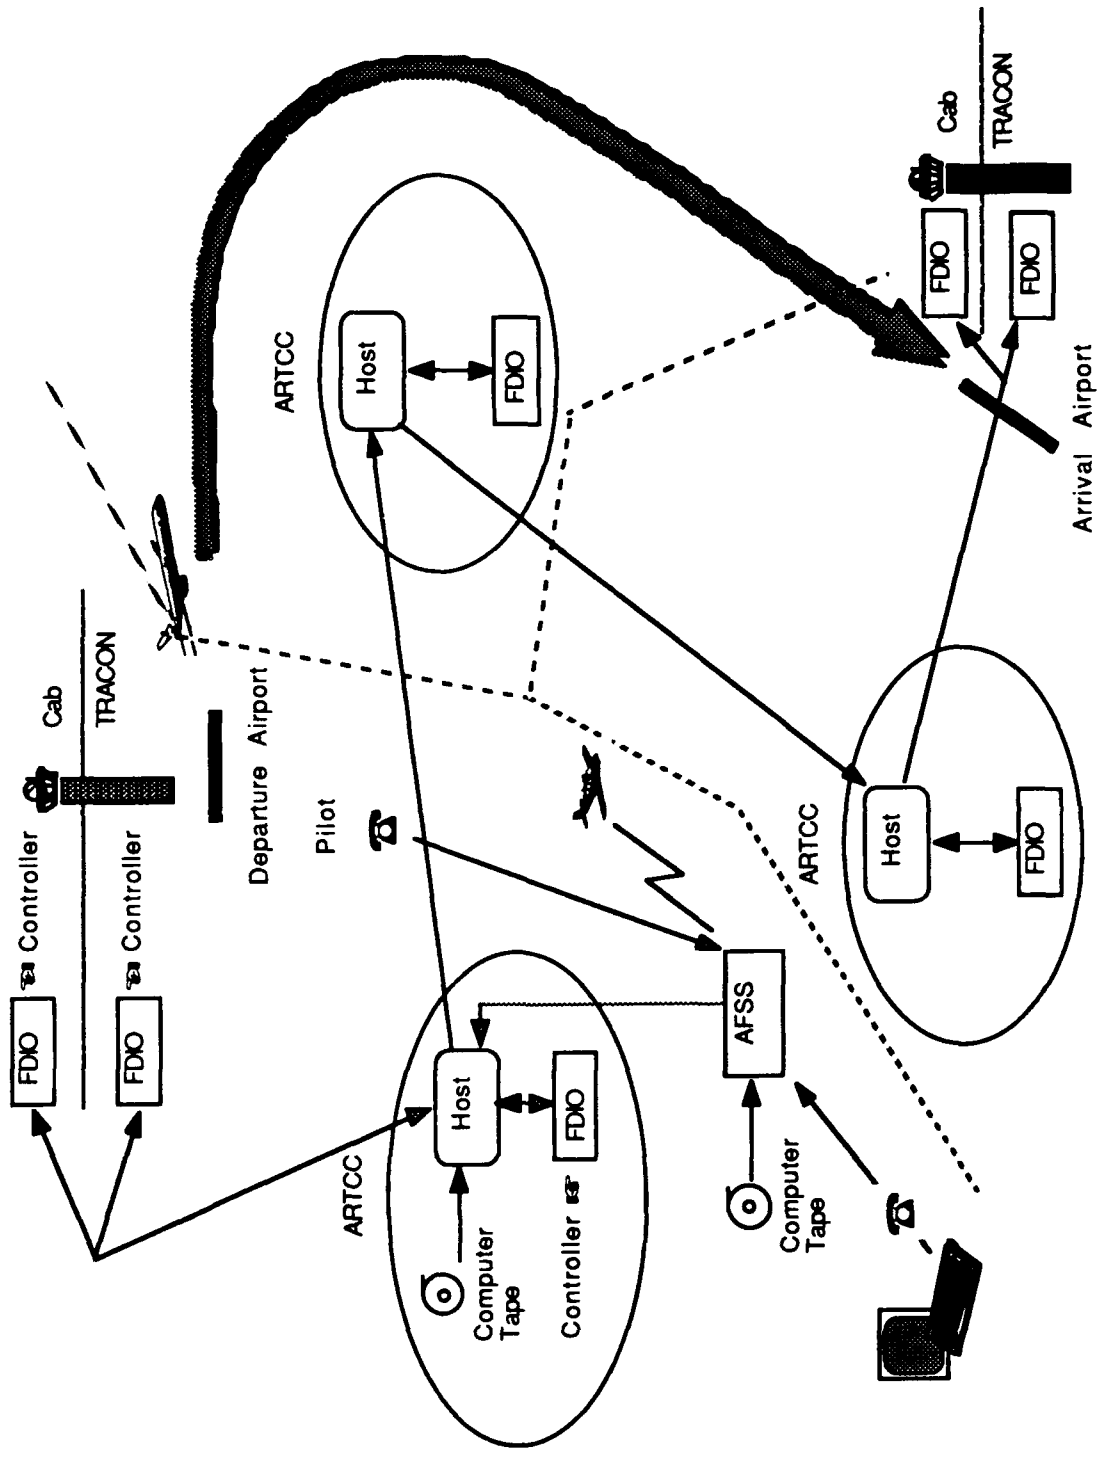 FDIO
Controller
Cab
TRACON
FDIO
Controller
Departure Airport
ARTCC
Host
FDIO
Computer
Tape
Controller
Pilot
ARTCC
Host
FDIO
AFSS
Computer
Tape
ARTCC
Host
FDIO
Cab
TRACON
FDIO
FDIO
Arrival Airport